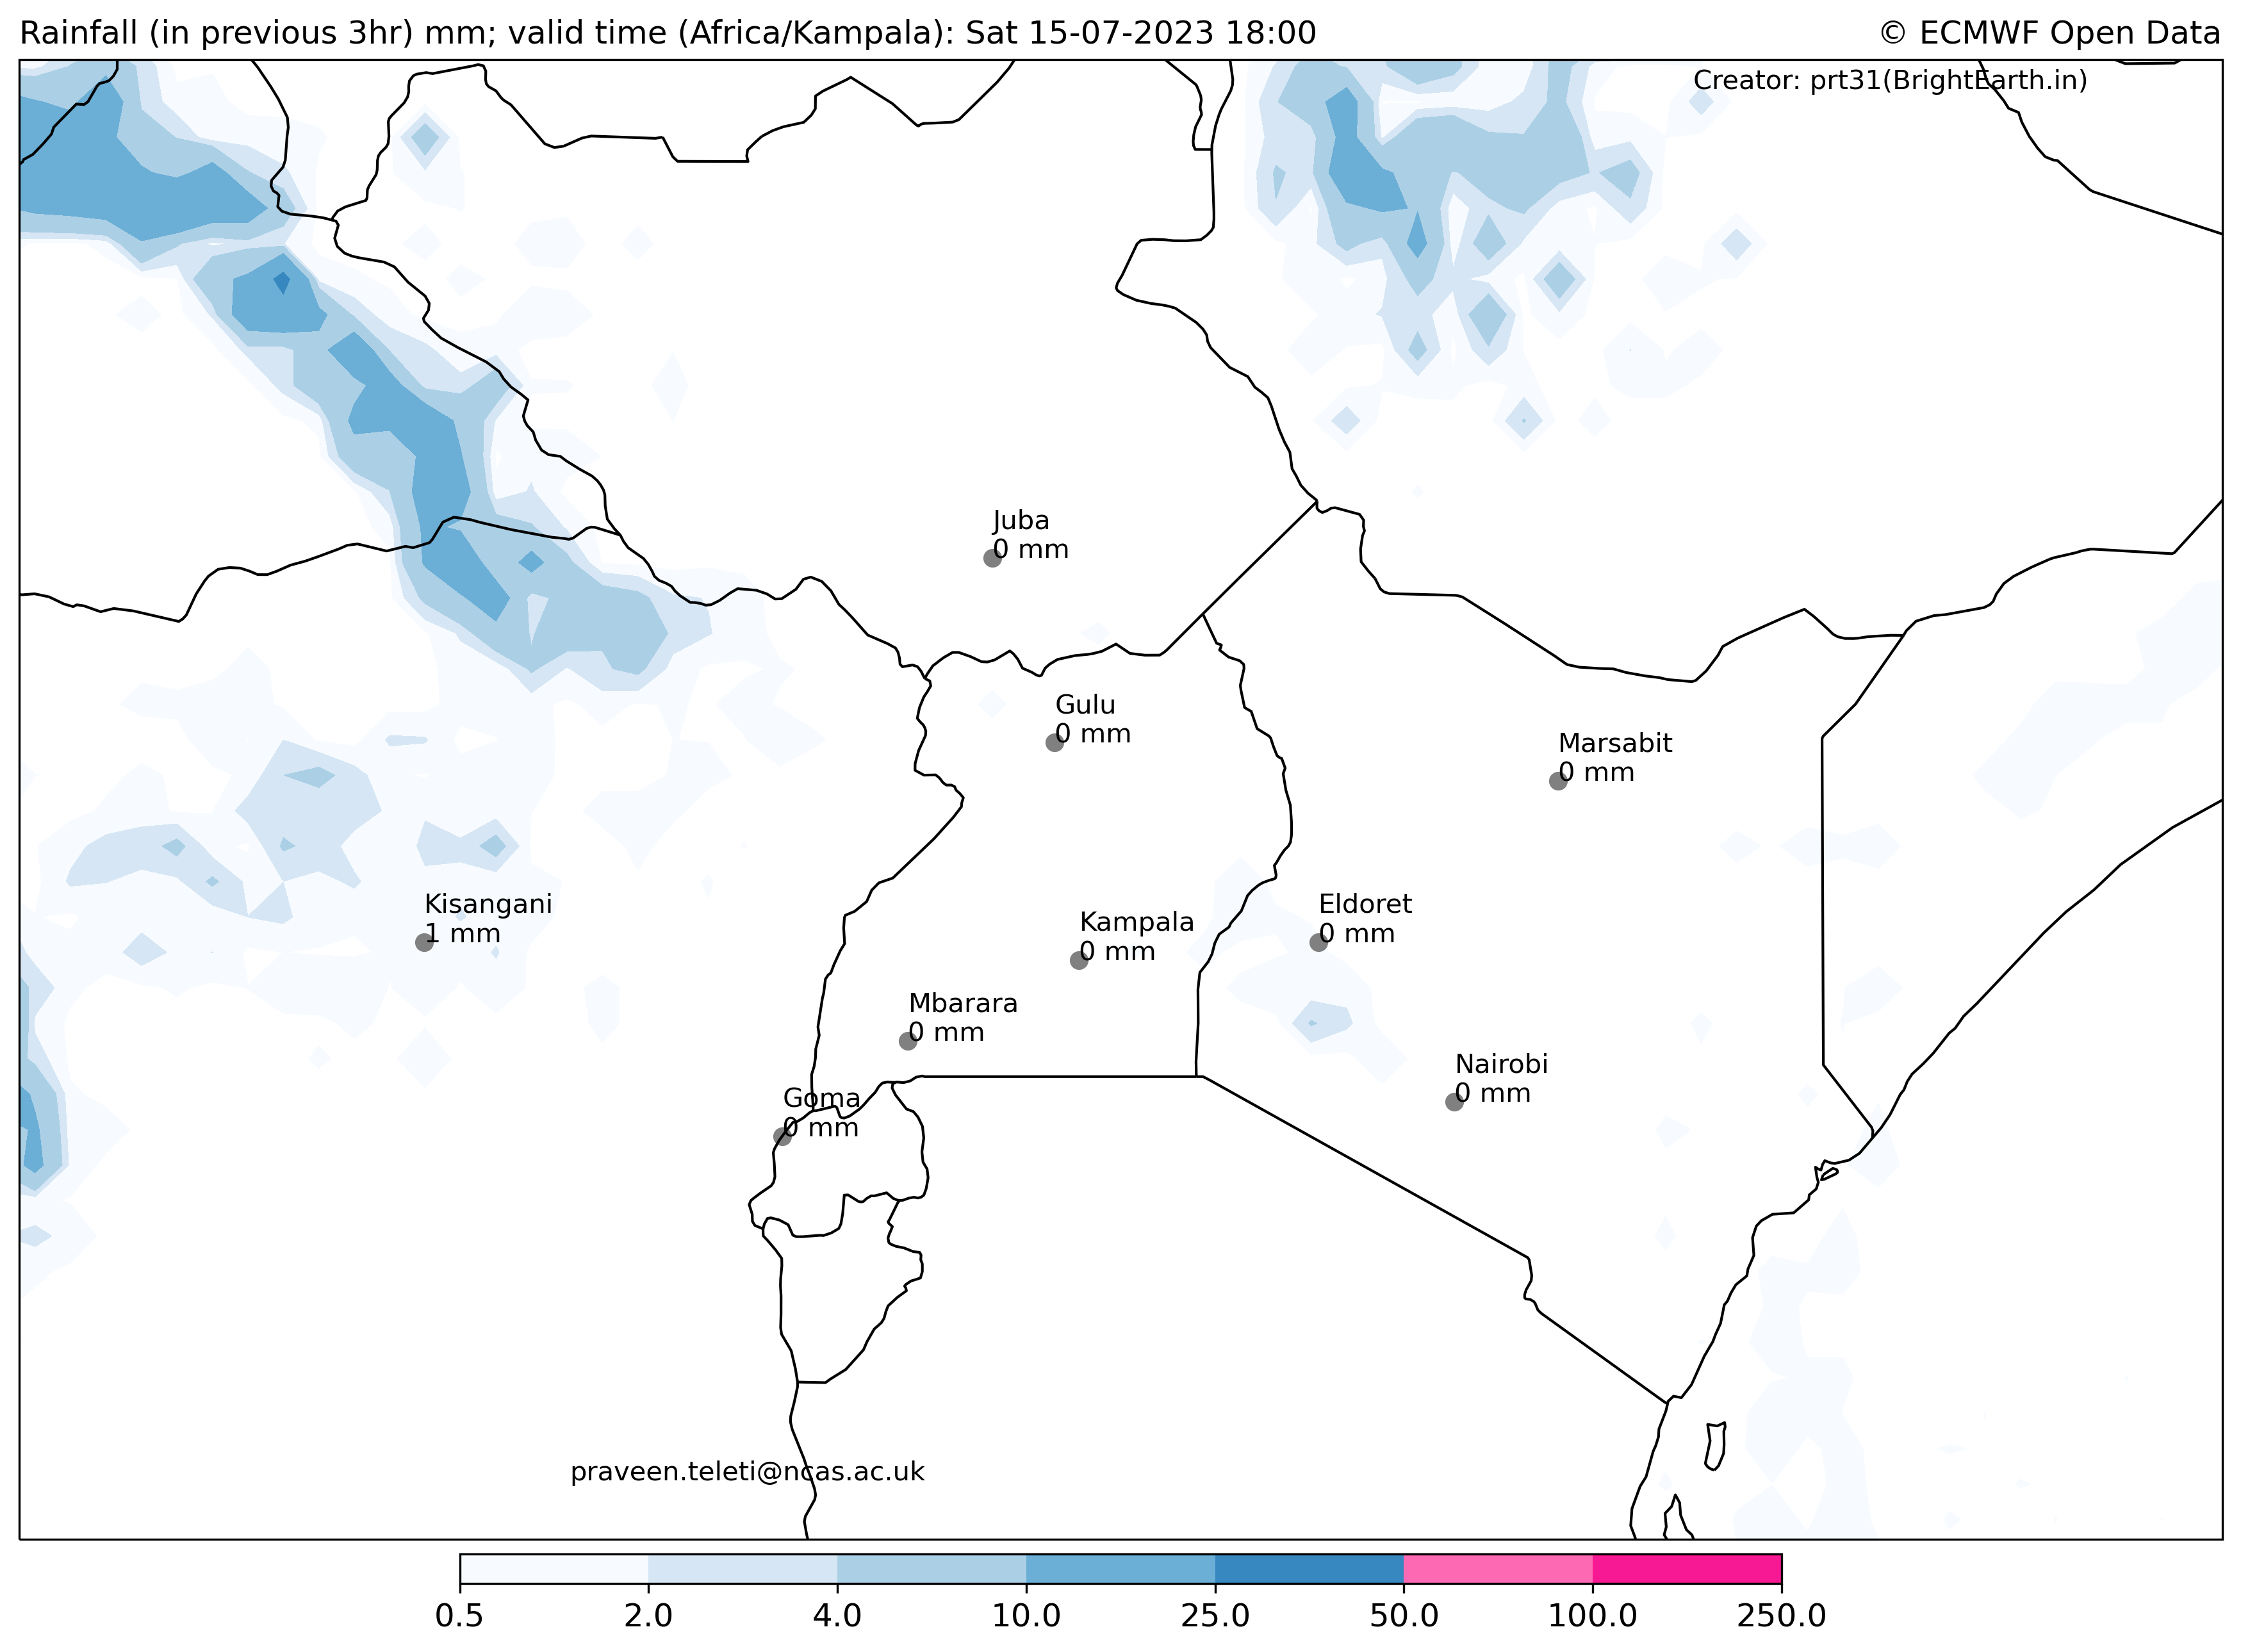 Rainfall (in previous 3hr) mm; valid time (Africa/Kampala): Sat 15-07-2023 18:00
© ECMWF Open Data
Creator: prt31(BrightEarth.in)
Juba
0 mm
Gulu
0 mm
Marsabit
0 mm
Kisangani
1 mm
Eldoret
0 mm
Kampala
0 mm
Mbarara
0 mm
Nairobi
0 mm
Goma
0 mm
praveen.teleti@ncas.ac.uk
0.5 2.0 4.0 10.0 25.0 50.0 100.0 250.0